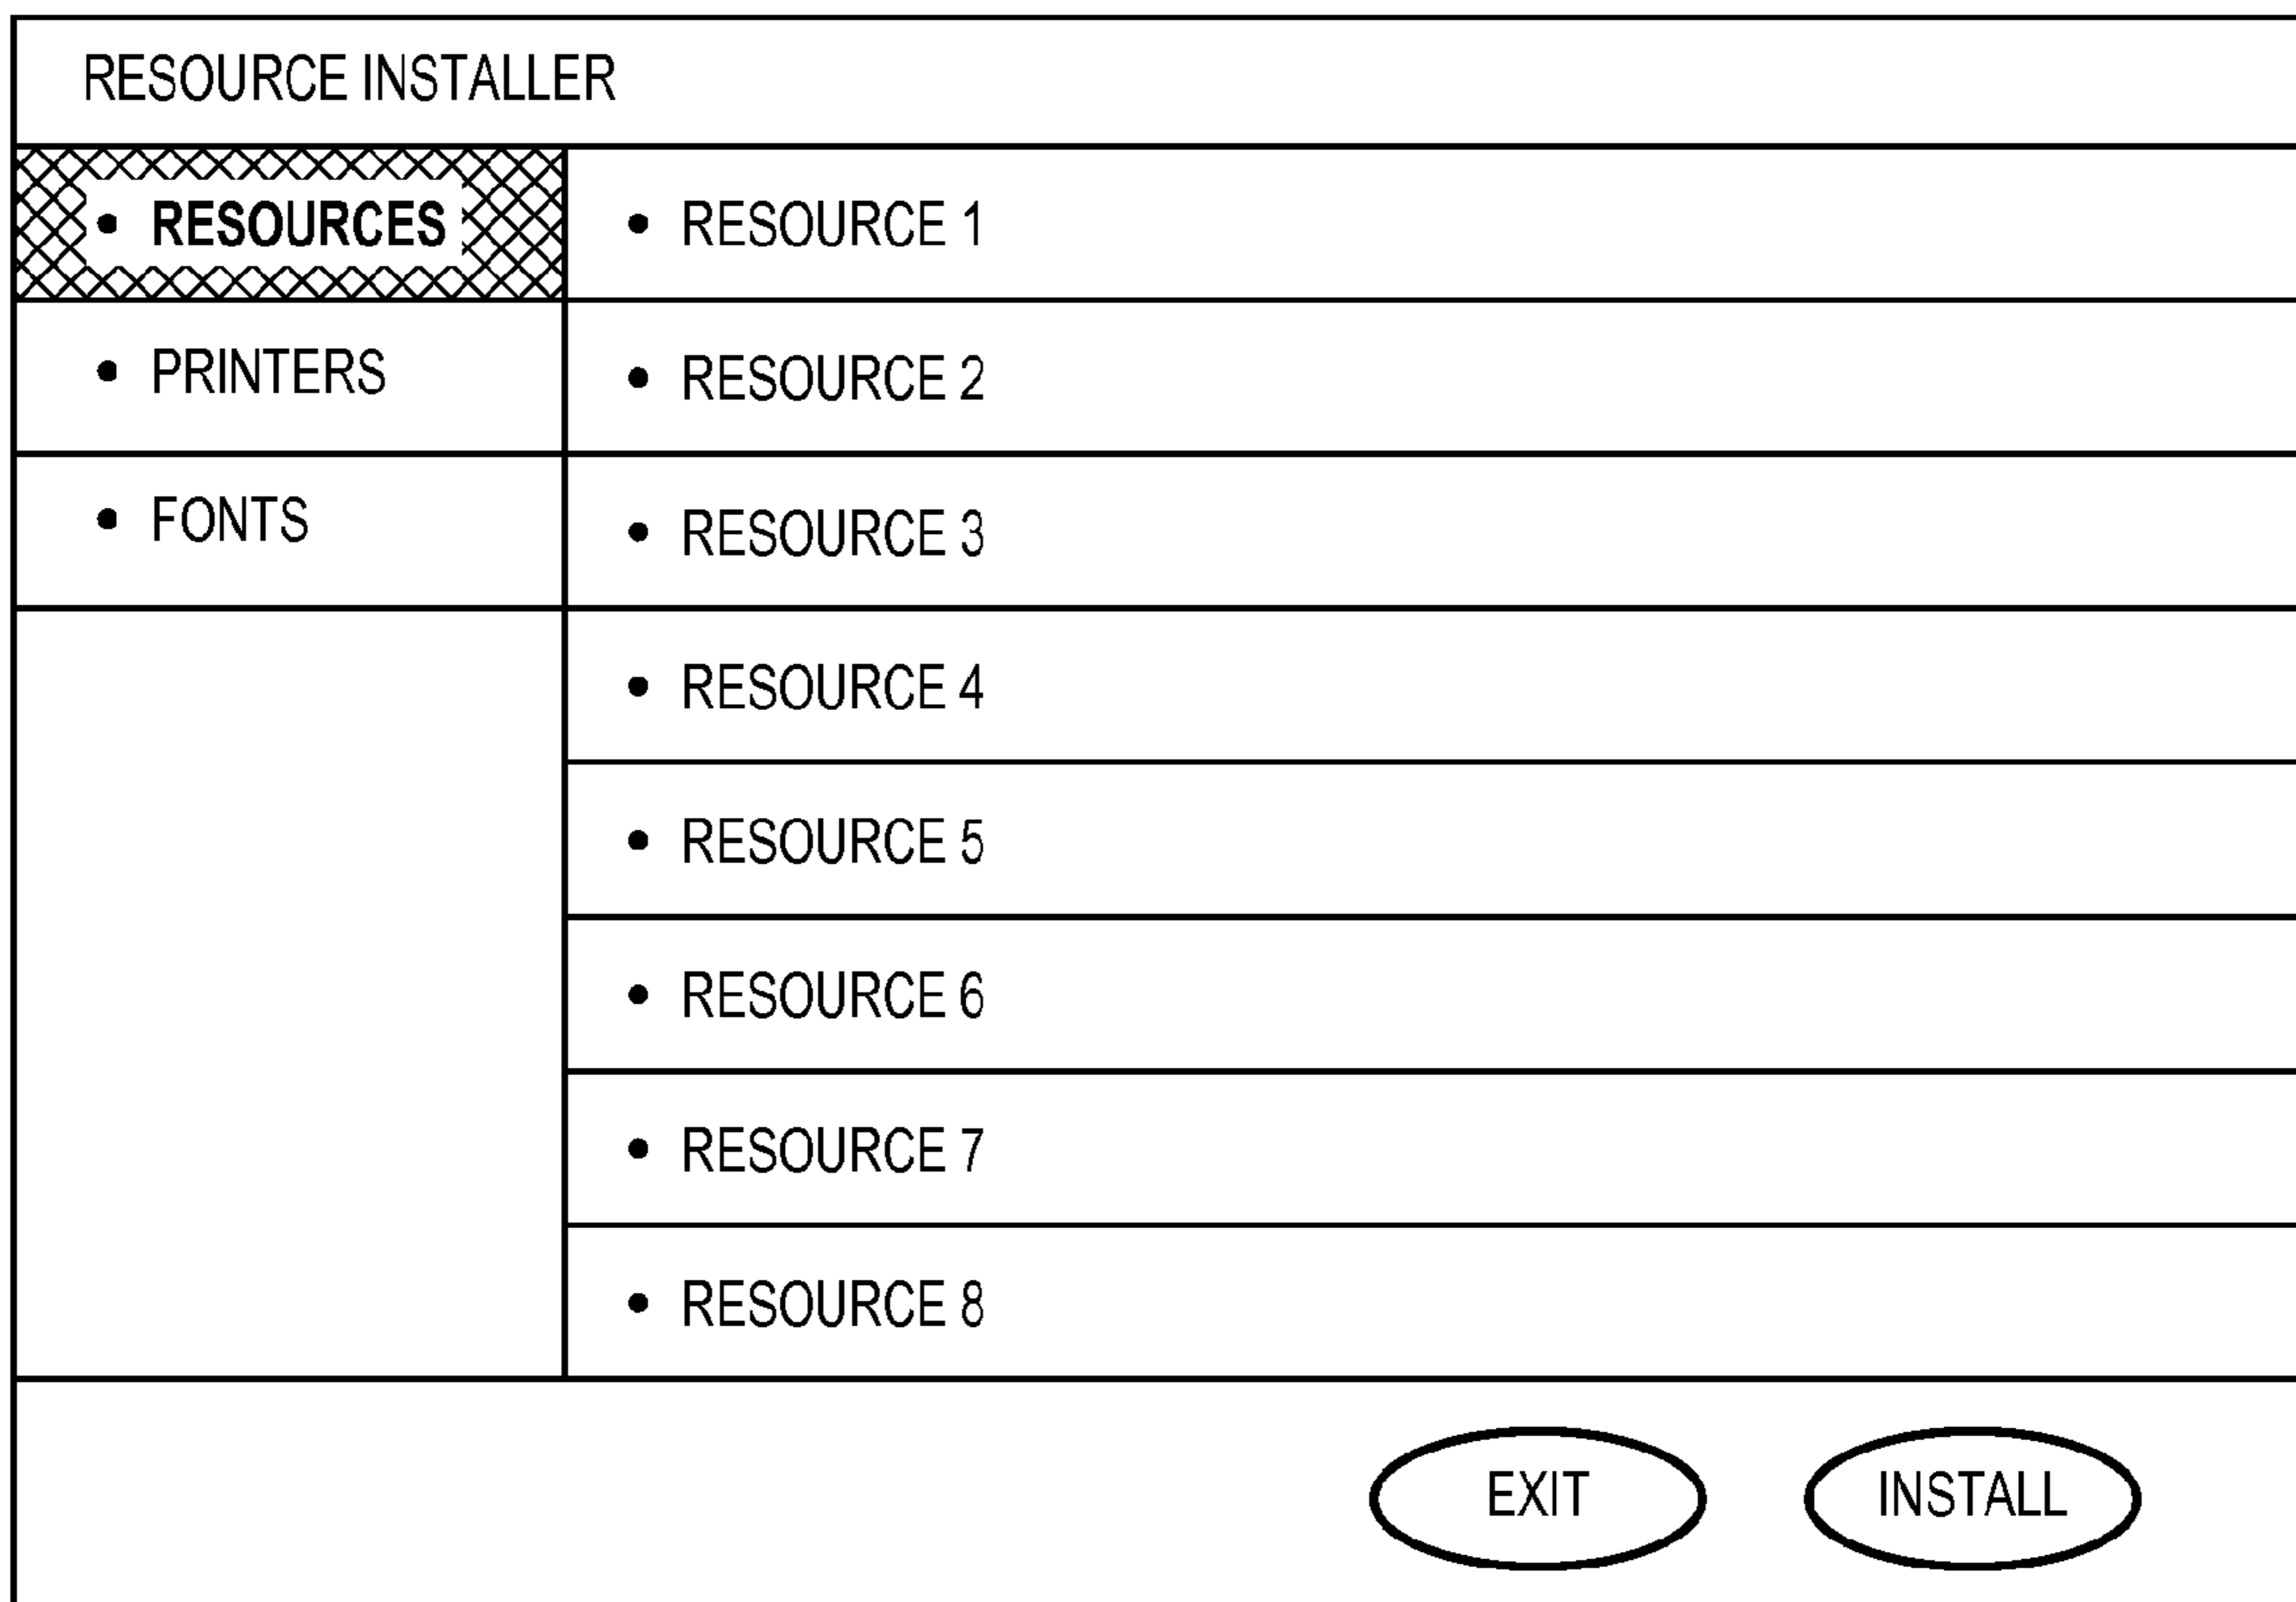 RESOURCE INSTALLER
• RESOURCES
• PRINTERS
• FONTS
• RESOURCE 1
• RESOURCE 2
• RESOURCE 3
• RESOURCE 4
• RESOURCE 5
• RESOURCE 6
• RESOURCE 7
• RESOURCE 8
EXIT
INSTALL